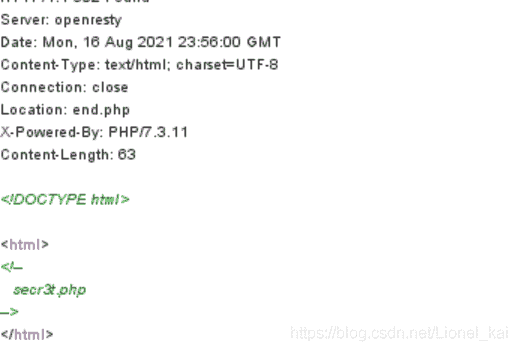 Server: openresty
Date: Mon, 16 Aug 2021 23:56:00 GMT
Content-Type: text/html; charset=UTF-8
Connection: close
Location: end.php
X-Powered-By: PHP/7.3.11
Content-Length: 63
<!DOCTYPE html>
<html>
<!--
secr3t.php
-->
</html>
https://blog.csdn.net/Lionel_kai